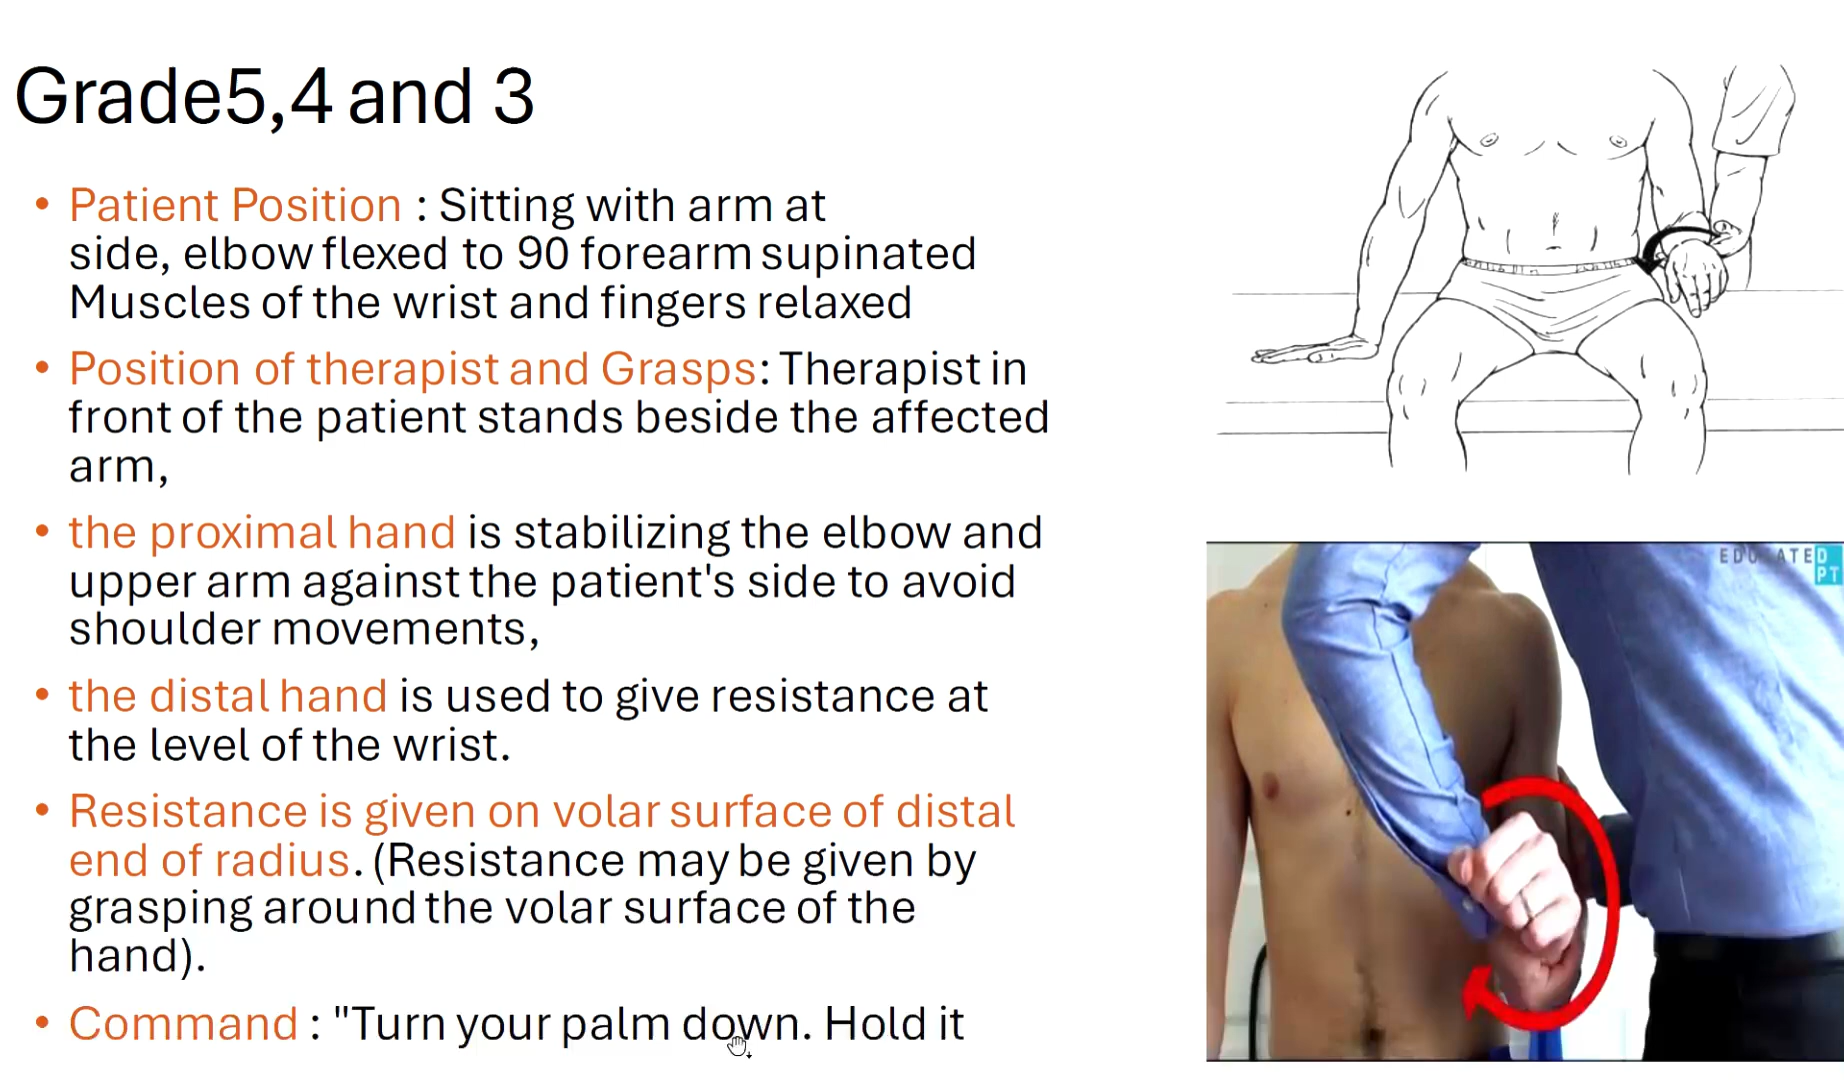 Grade5,4 and 3
• Patient Position : Sitting with arm at
side, elbow flexed to 90 forearm supinated
Muscles of the wrist and fingers relaxed
• Position of therapist and Grasps: Therapist in
front of the patient stands beside the affected
arm,
• the proximal hand is stabilizing the elbow and
upper arm against the patient's side to avoid
shoulder movements,
• the distal hand is used to give resistance at
the level of the wrist.
• Resistance is given on volar surface of distal
end of radius. (Resistance may be given by
grasping around the volar surface of the
hand).
• Command : "Turn your palm down. Hold it
EDUCATED
PT